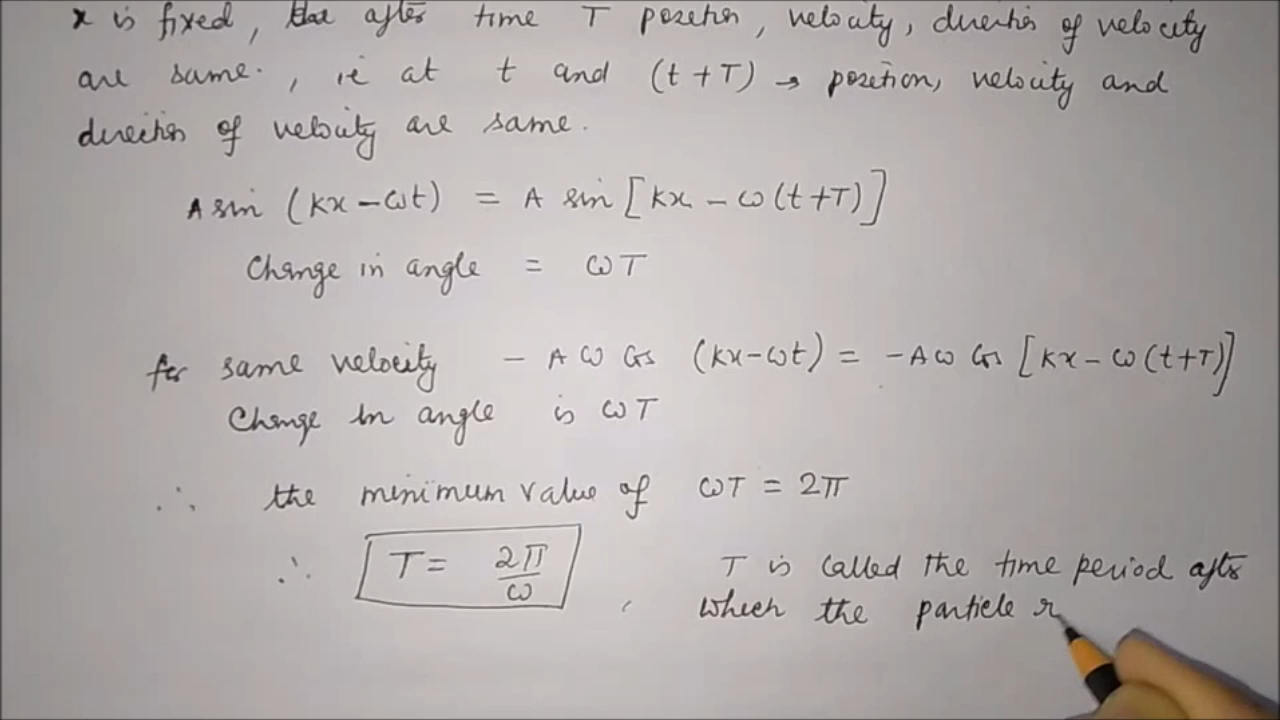 x is fixed, the after time T position, velocity, direction of velocity
are same. , ie at t and (t+T) → position, velocity and
direction of velocity are same.
A sin (kx-ωt) = A sin [kx - ω(t+T)]
Change in angle = ωT
for same velocity - A ω Cos (kx-ωt) = -Aω Cos [kx - ω(t+T)]
Change in angle is ωT
∴ the minimum value of ωT = 2π
∴ T = 2π/ω , T is called the time period after
which the particle r